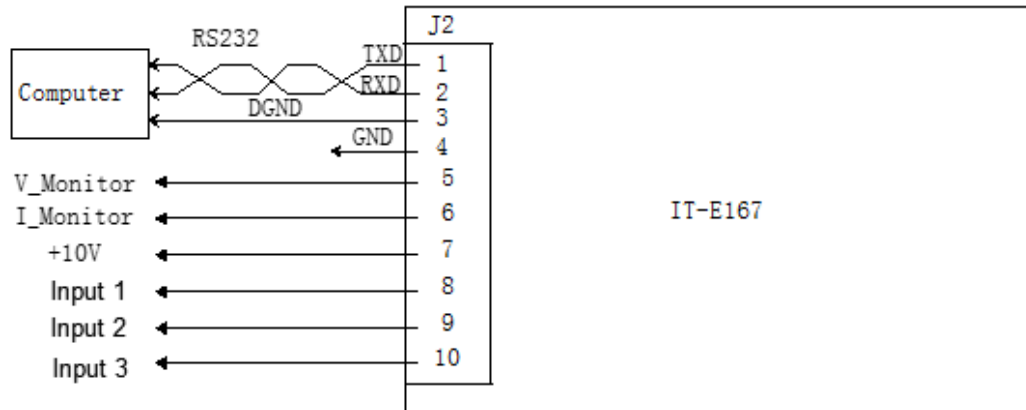 J2
RS232
TXD
1
Computer
RXD
2
DGND
3
GND
4
V_Monitor
5
I_Monitor
6
IT-E167
+10V
7
Input 1
8
Input 2
9
Input 3
10